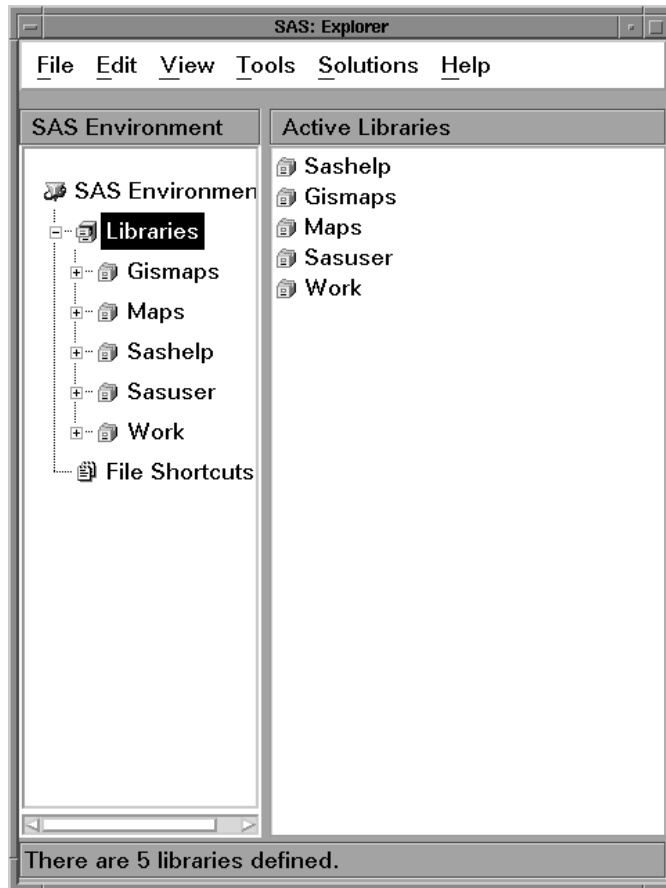 SAS: Explorer
File Edit View Tools Solutions Help
SAS Environment
Active Libraries
SAS Environmen
Libraries
Gismaps
Maps
Sashelp
Sasuser
Work
File Shortcuts
Sashelp
Gismaps
Maps
Sasuser
Work
There are 5 libraries defined.